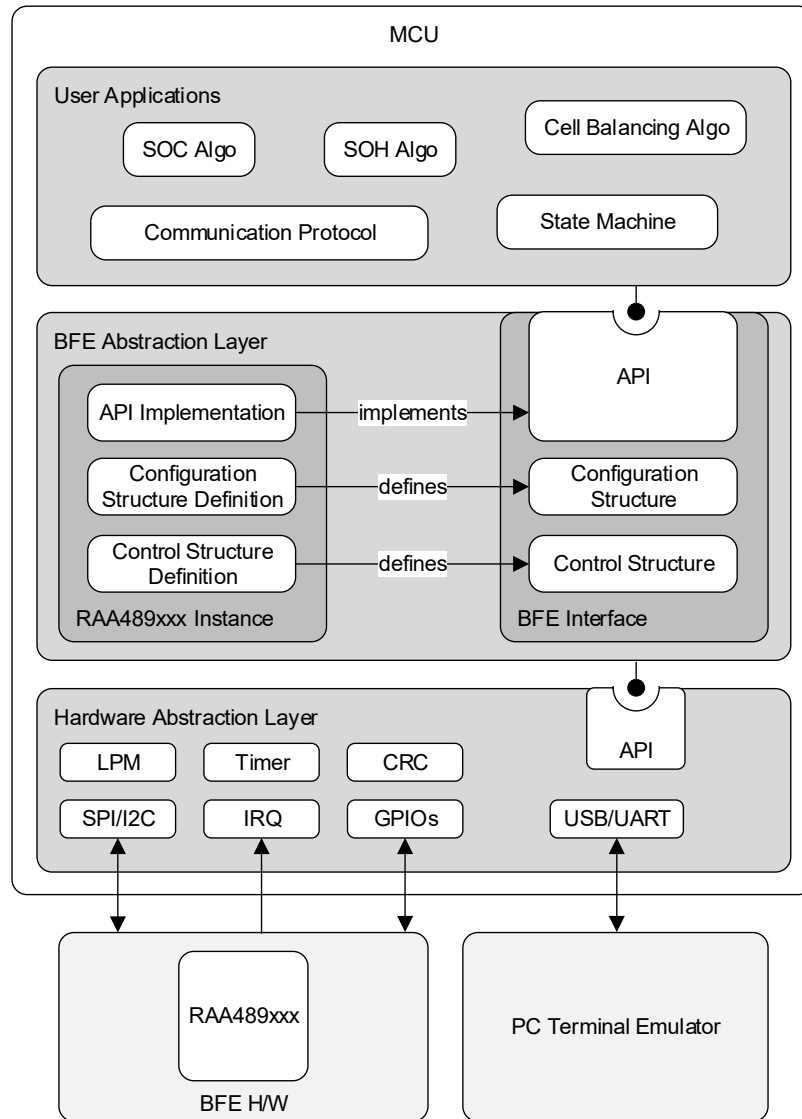 MCU
User Applications
SOC Algo
SOH Algo
Cell Balancing Algo
Communication Protocol
State Machine
BFE Abstraction Layer
API
API Implementation
implements
Configuration
Structure Definition
defines
Configuration
Structure
Control Structure
Definition
defines
Control Structure
RAA489xxx Instance
BFE Interface
Hardware Abstraction Layer
API
LPM
Timer
CRC
SPI/I2C
IRQ
GPIOs
USB/UART
RAA489xxx
BFE H/W
PC Terminal Emulator